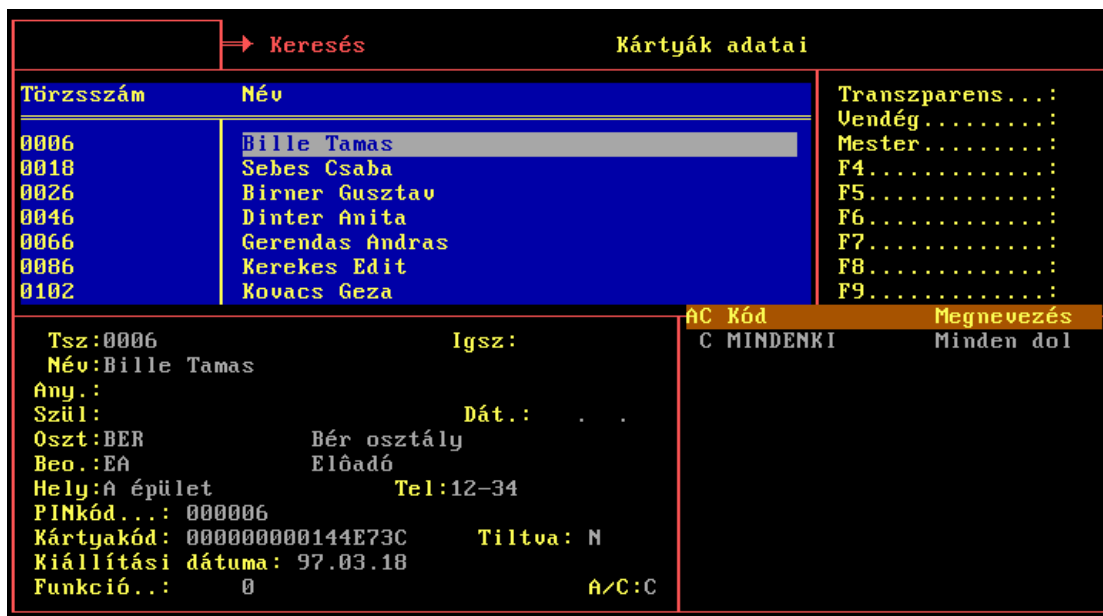 Keresés Kártyák adatai
Törzsszám Név
0006 Bille Tamas
0018 Sebes Csaba
0026 Birner Gusztav
0046 Dinter Anita
0066 Gerendas Andras
0086 Kerekes Edit
0102 Kovacs Geza
Transzparens...:
Vendég.........:
Mester.........:
F4.............:
F5.............:
F6.............:
F7.............:
F8.............:
F9.............:
Tsz:0006 Igsz:
Név:Bille Tamas
Any.:
Szül: Dát.: . .
Oszt:BER Bér osztály
Beo.:EA Elôadó
Hely:A épület Tel:12-34
PINkód...: 000006
Kártyakód: 000000000144E73C Tiltva: N
Kiállítási dátuma: 97.03.18
Funkció..: 0 A/C:C
AC Kód Megnevezés
C MINDENKI Minden dol